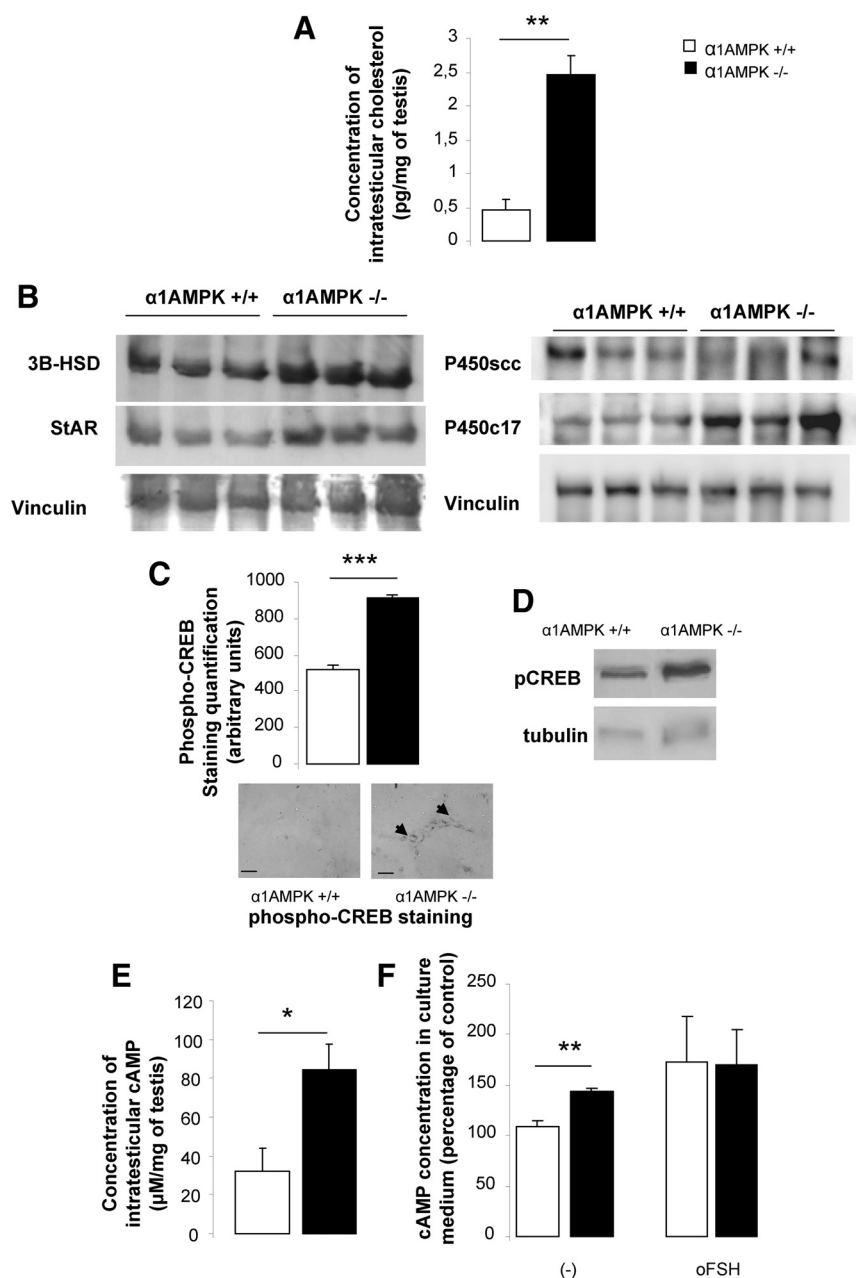 A
**
α1AMPK +/+
α1AMPK -/-
Concentration of
intratesticular cholesterol
(pg/mg of testis)
3
2,5
2
1,5
1
0,5
0
B
α1AMPK +/+
α1AMPK -/-
3B-HSD
StAR
Vinculin
α1AMPK +/+
α1AMPK -/-
P450scc
P450c17
Vinculin
C
***
Phospho-CREB
Staining quantification
(arbitrary units)
1000
800
600
400
200
0
α1AMPK +/+
α1AMPK -/-
phospho-CREB staining
D
α1AMPK +/+
α1AMPK -/-
pCREB
tubulin
E
*
Concentration of
intratesticular cAMP
(µM/mg of testis)
120
100
80
60
40
20
0
F
**
cAMP concentration in culture
medium (percentage of control)
250
200
150
100
50
0
(-)
oFSH